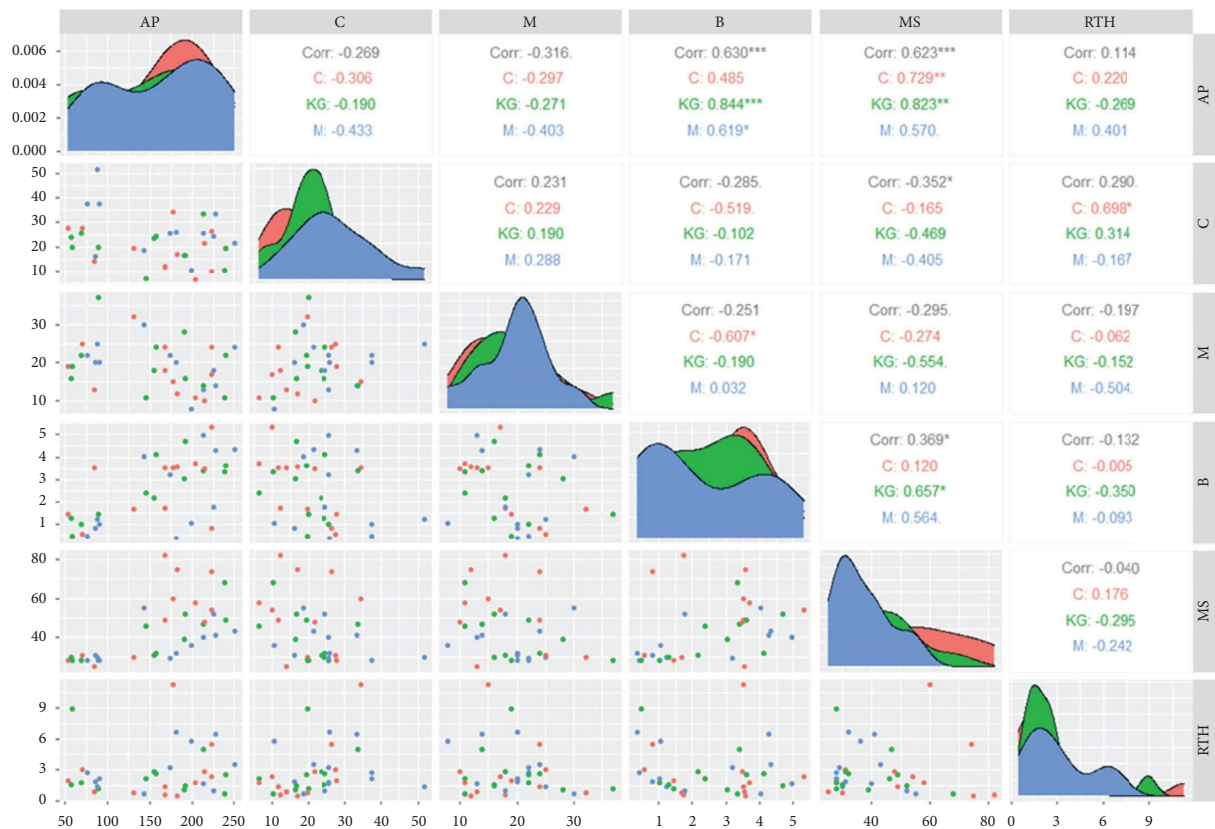 AP C M B MS RTH
0.006
0.004
0.002
0.000
Corr: -0.269
C: -0.306
KG: -0.190
M: -0.433
Corr: -0.316.
C: -0.297
KG: -0.271
M: -0.403
Corr: 0.630***
C: 0.485
KG: 0.844***
M: 0.619*
Corr: 0.623***
C: 0.729**
KG: 0.823**
M: 0.570.
Corr: 0.114
C: 0.220
KG: -0.269
M: 0.401
AP
50
40
30
20
10
Corr: 0.231
C: 0.229
KG: 0.190
M: 0.288
Corr: -0.285.
C: -0.519.
KG: -0.102
M: -0.171
Corr: -0.352*
C: -0.165
KG: -0.469
M: -0.405
Corr: 0.290.
C: 0.698*
KG: 0.314
M: -0.167
C
30
20
10
Corr: -0.251
C: -0.607*
KG: -0.190
M: 0.032
Corr: -0.295.
C: -0.274
KG: -0.554.
M: 0.120
Corr: -0.197
C: -0.062
KG: -0.152
M: -0.504.
M
5
4
3
2
1
Corr: 0.369*
C: 0.120
KG: 0.657*
M: 0.564.
Corr: -0.132
C: -0.005
KG: -0.350
M: -0.093
B
80
60
40
Corr: -0.040
C: 0.176
KG: -0.295
M: -0.242
MS
9
6
3
0
RTH
50 100 150 200 250
10 20 30 40 50
10 20 30
1 2 3 4 5
40 60 80
0 3 6 9